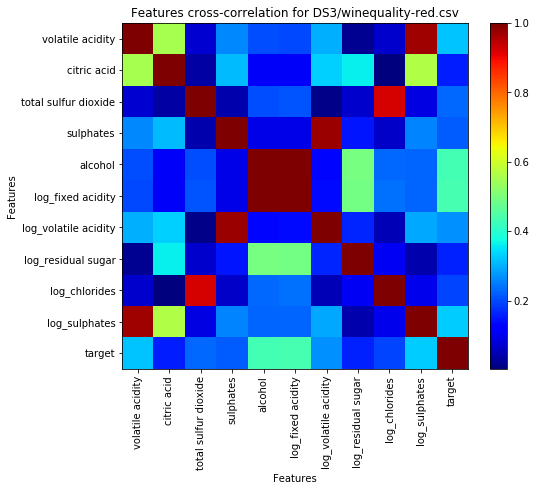 Features cross-correlation for DS3/winequality-red.csv
volatile acidity
citric acid
total sulfur dioxide
sulphates
alcohol
log_fixed acidity
log_volatile acidity
log_residual sugar
log_chlorides
log_sulphates
target
Features
volatile acidity
citric acid
total sulfur dioxide
sulphates
alcohol
log_fixed acidity
log_volatile acidity
log_residual sugar
log_chlorides
log_sulphates
target
Features
1.0
0.8
0.6
0.4
0.2